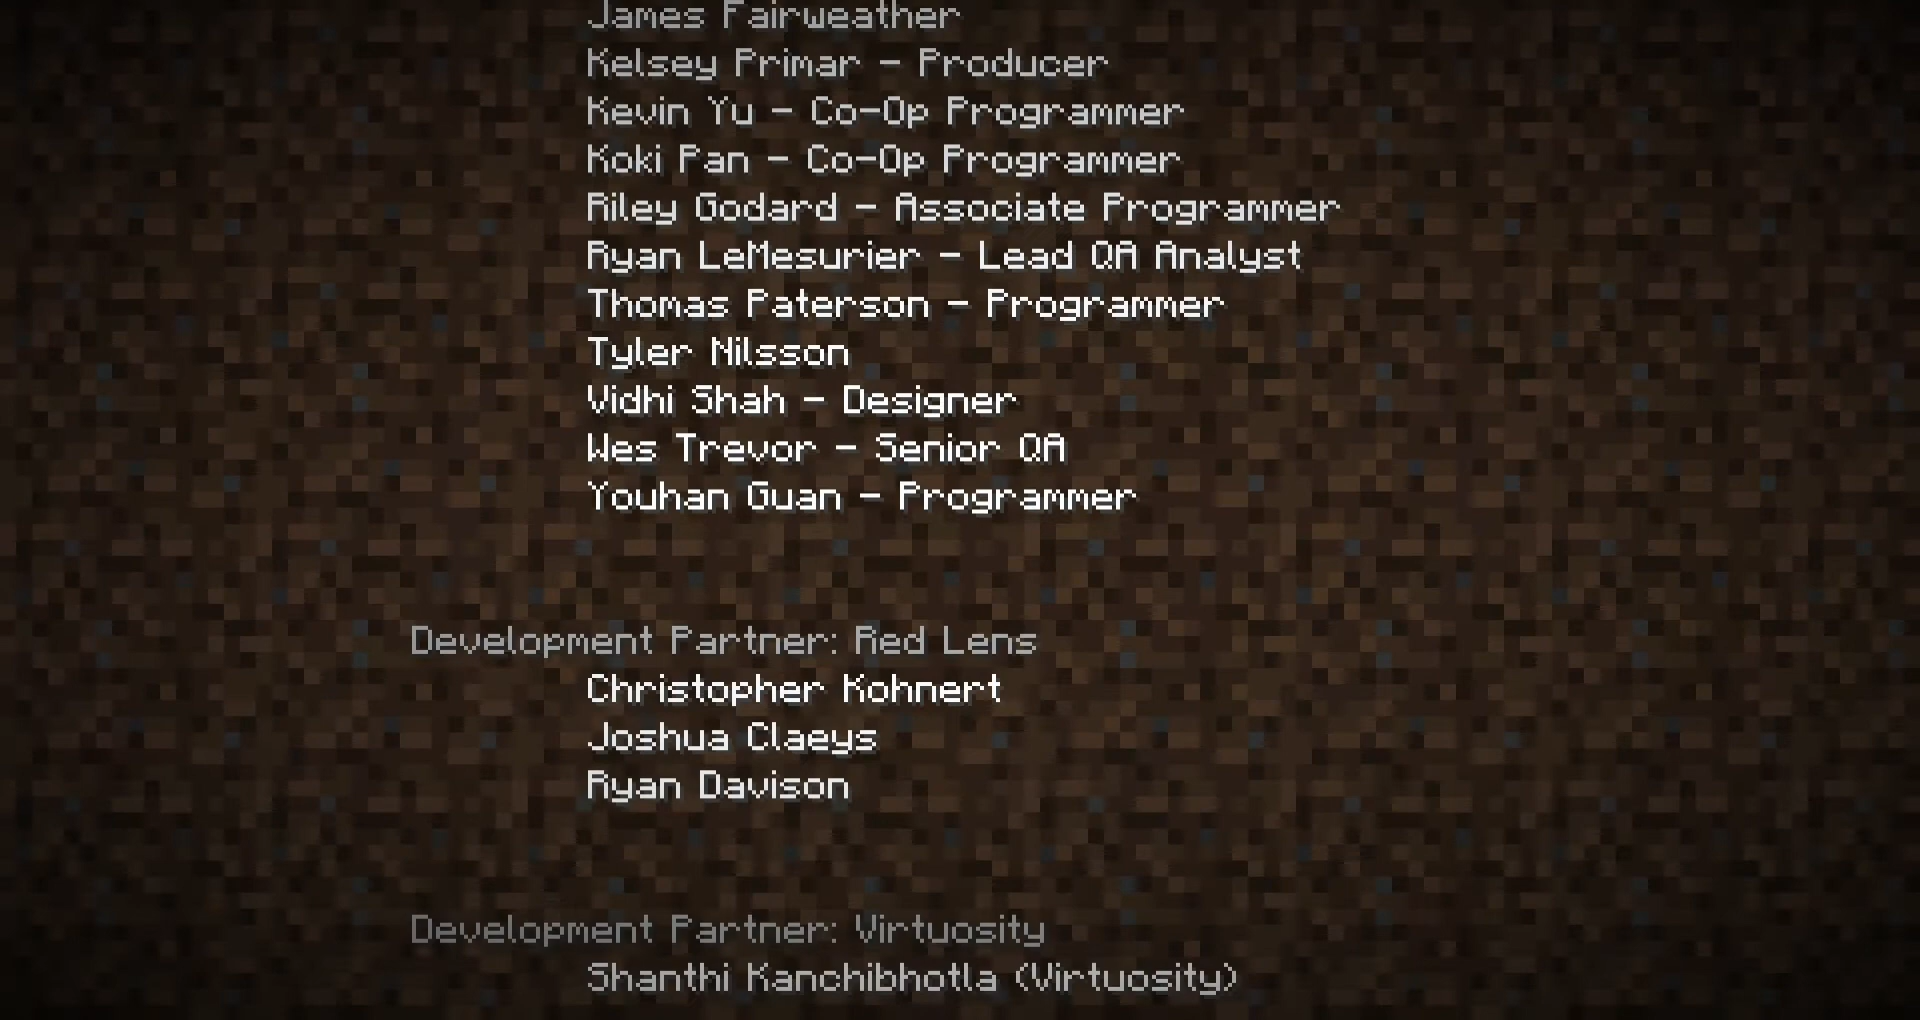 James Fairweather
Kelsey Primar - Producer
Kevin Yu - Co-Op Programmer
Koki Pan - Co-Op Programmer
Riley Godard - Associate Programmer
Ryan LeMesurier - Lead QA Analyst
Thomas Paterson - Programmer
Tyler Nilsson
Vidhi Shah - Designer
Wes Trevor - Senior QA
Youhan Guan - Programmer
Development Partner: Red Lens
Christopher Kohnert
Joshua Claeys
Ryan Davison
Development Partner: Virtuosity
Shanthi Kanchibhotla (Virtuosity)